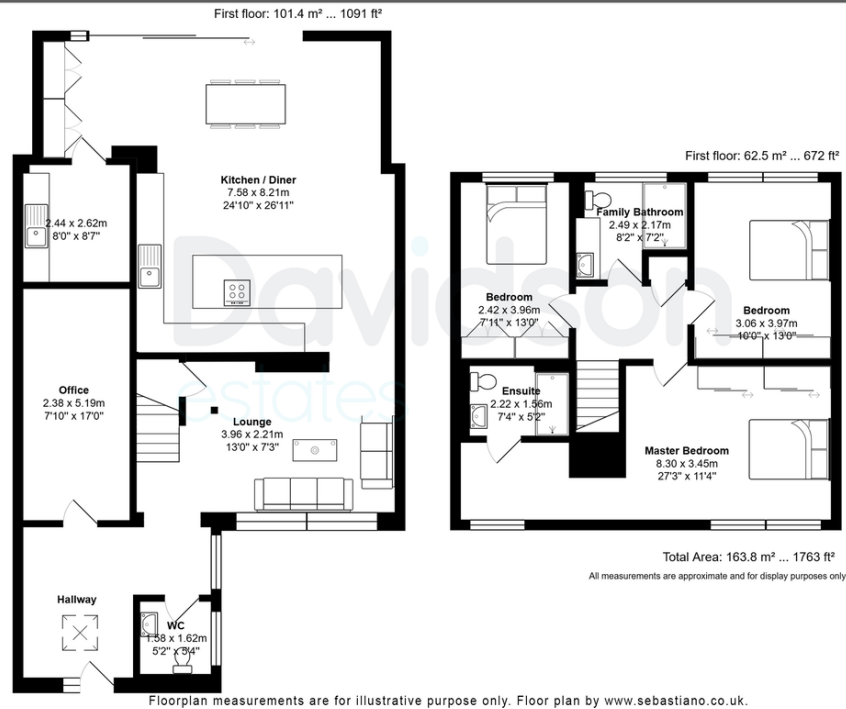 First floor: 101.4 m² ... 1091 ft²
Kitchen / Diner
7.58 x 8.21m
24'10" x 26'11"
2.44 x 2.62m
8'0" x 8'7"
Office
2.38 x 5.19m
7'10" x 17'0"
Lounge
3.96 x 2.21m
13'0" x 7'3"
Hallway
WC
1.58 x 1.62m
5'2" x 5'4"
First floor: 62.5 m² ... 672 ft²
Family Bathroom
2.49 x 2.17m
8'2" x 7'2"
Bedroom
2.42 x 3.96m
7'11" x 13'0"
Bedroom
3.06 x 3.97m
10'0" x 13'0"
Ensuite
2.22 x 1.56m
7'4" x 5'2"
Master Bedroom
8.30 x 3.45m
27'3" x 11'4"
Davidson
estates
Total Area: 163.8 m² ... 1763 ft²
All measurements are approximate and for display purposes only
Floorplan measurements are for illustrative purpose only. Floor plan by www.sebastiano.co.uk.